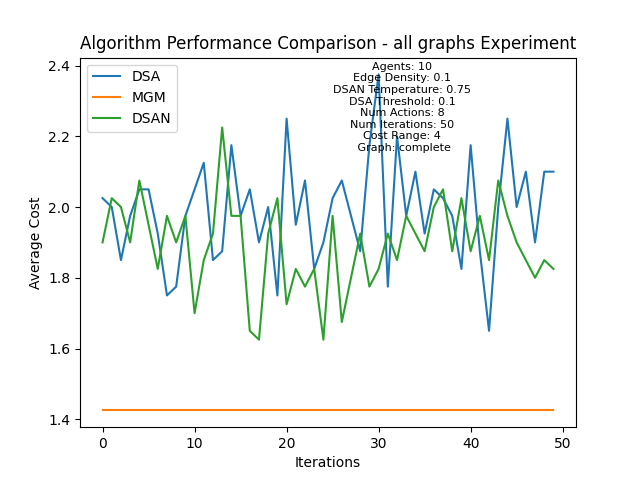 Algorithm Performance Comparison - all graphs Experiment
DSA
MGM
DSAN
Agents: 10
Edge Density: 0.1
DSAN Temperature: 0.75
DSA Threshold: 0.1
Num Actions: 8
Num Iterations: 50
Cost Range: 4
Graph: complete
Average Cost
2.4
2.2
2.0
1.8
1.6
1.4
0 10 20 30 40 50
Iterations